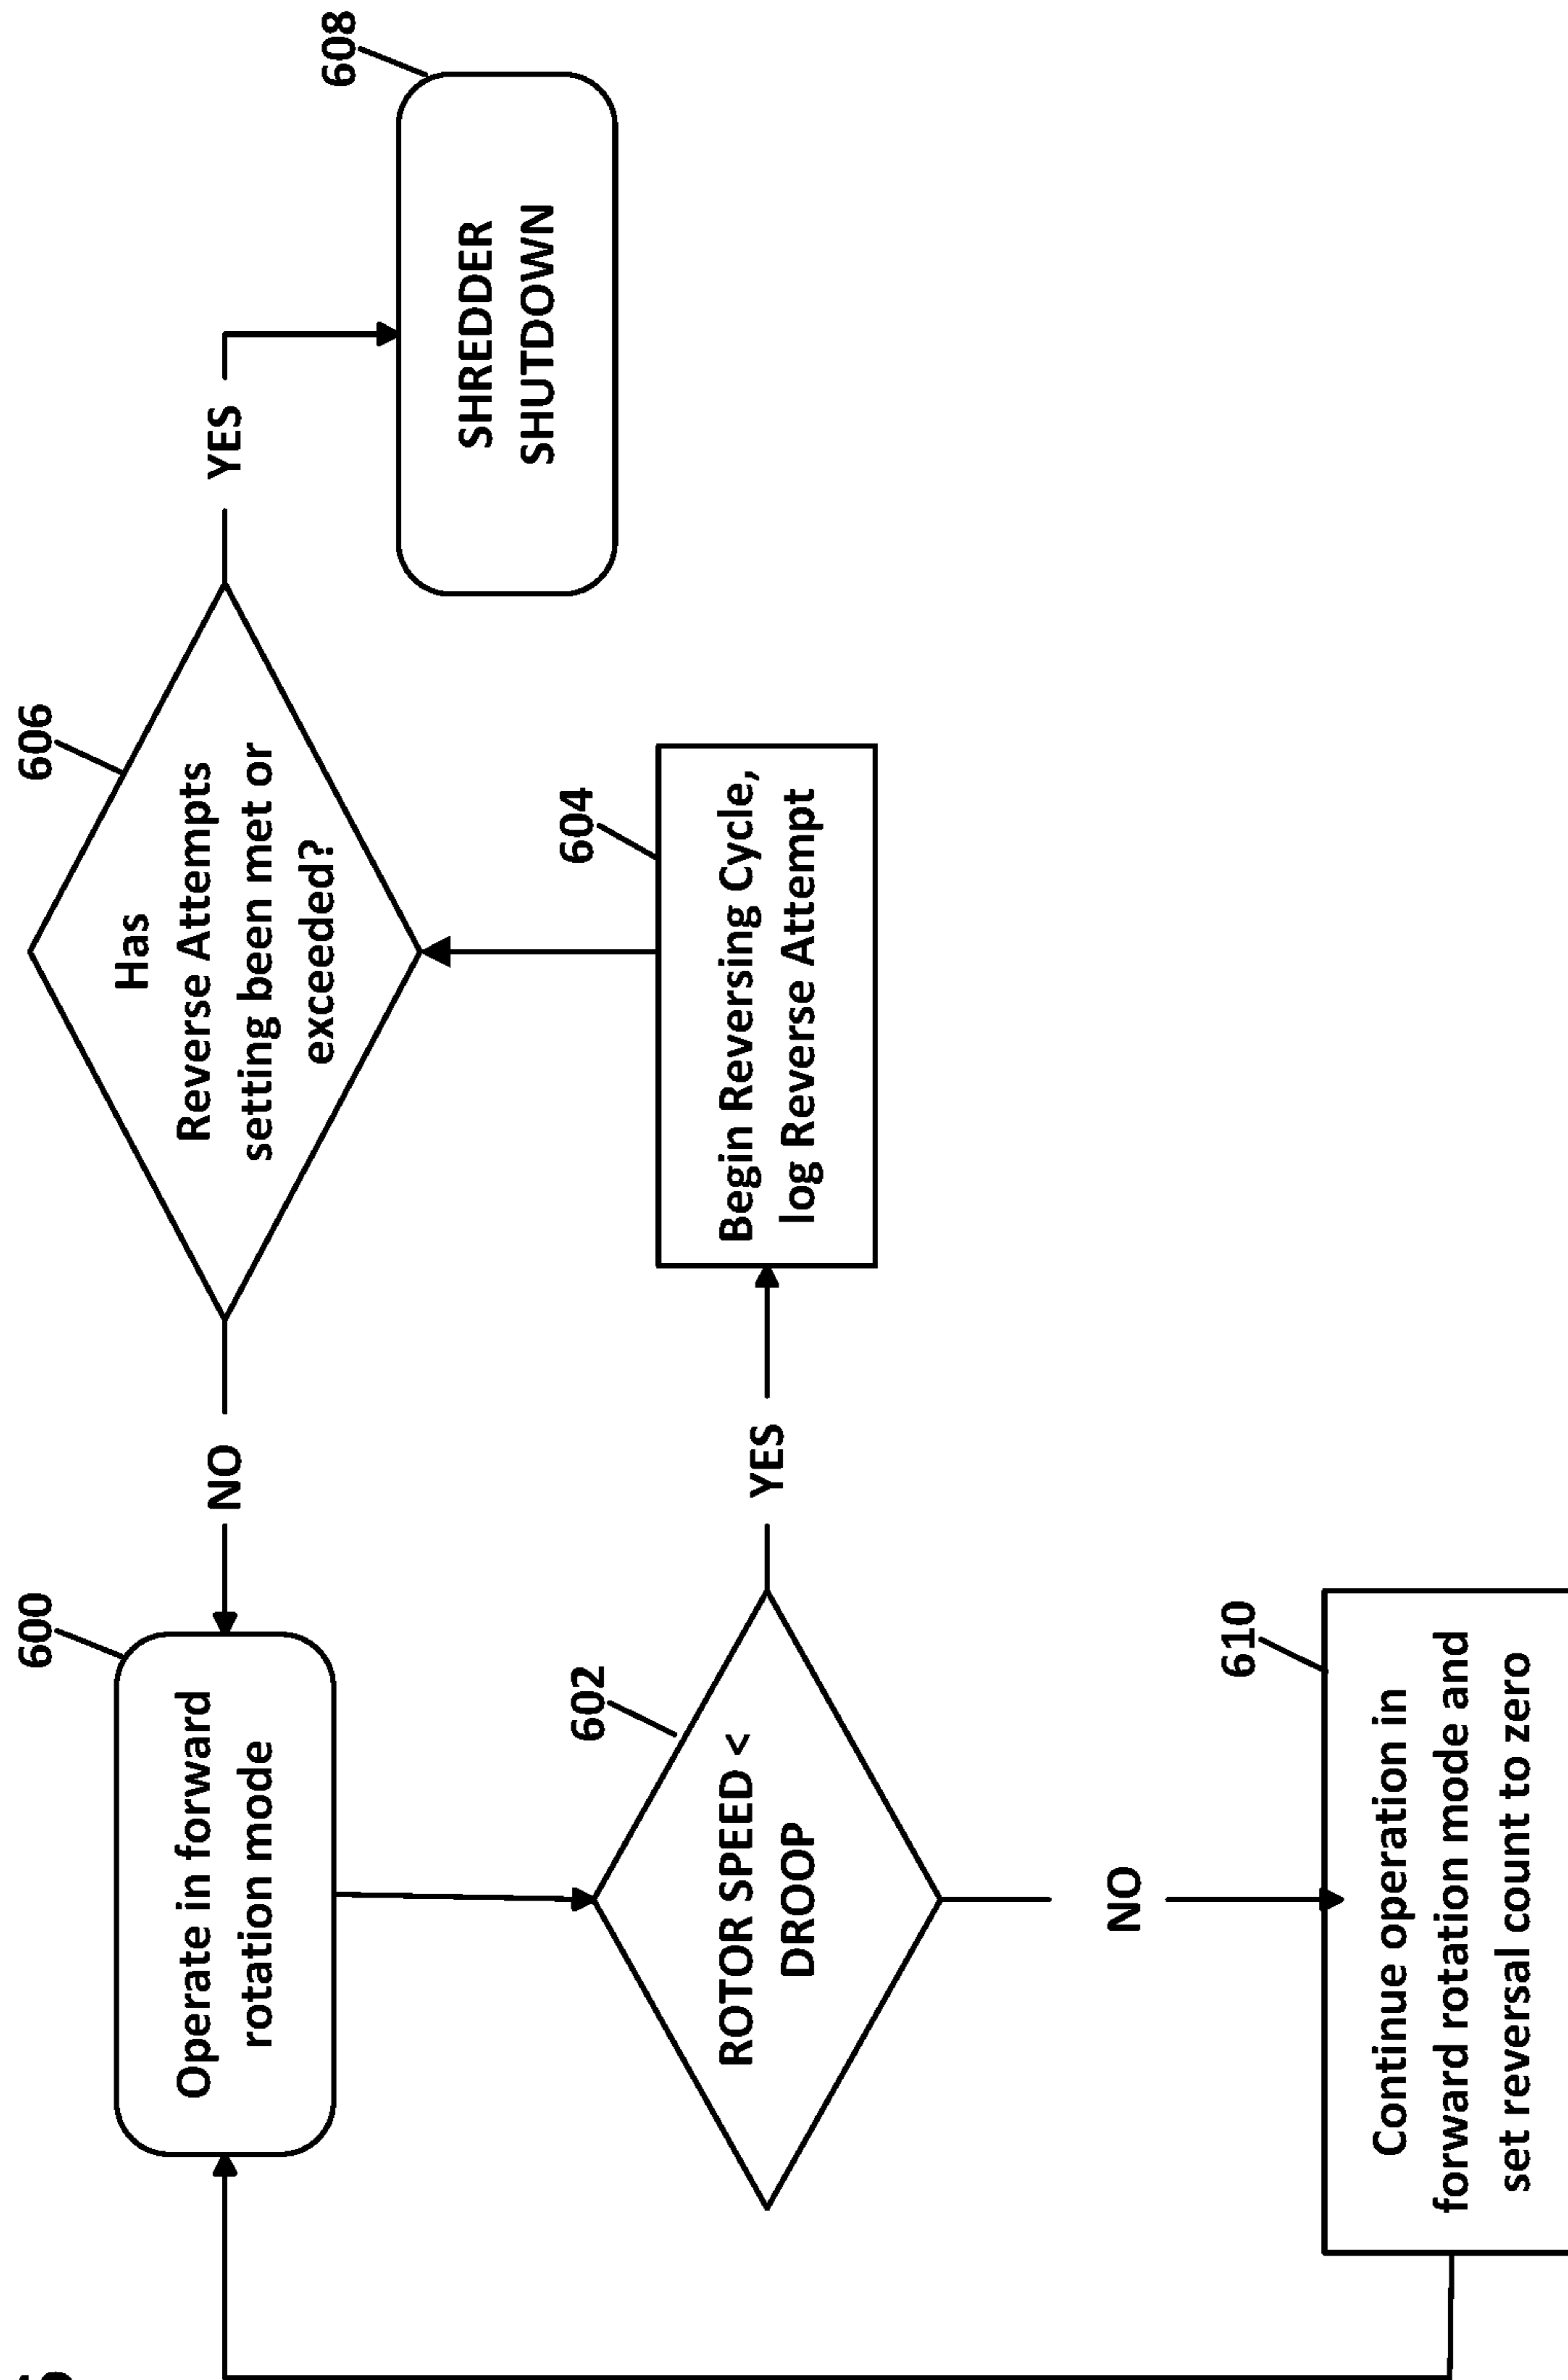 600
Operate in forward
rotation mode
NO
606
Has
Reverse Attempts
setting been met or
exceeded?
YES
608
SHREDDER
SHUTDOWN
602
ROTOR SPEED <
DROOP
YES
604
Begin Reversing Cycle,
log Reverse Attempt
NO
610
Continue operation in
forward rotation mode and
set reversal count to zero